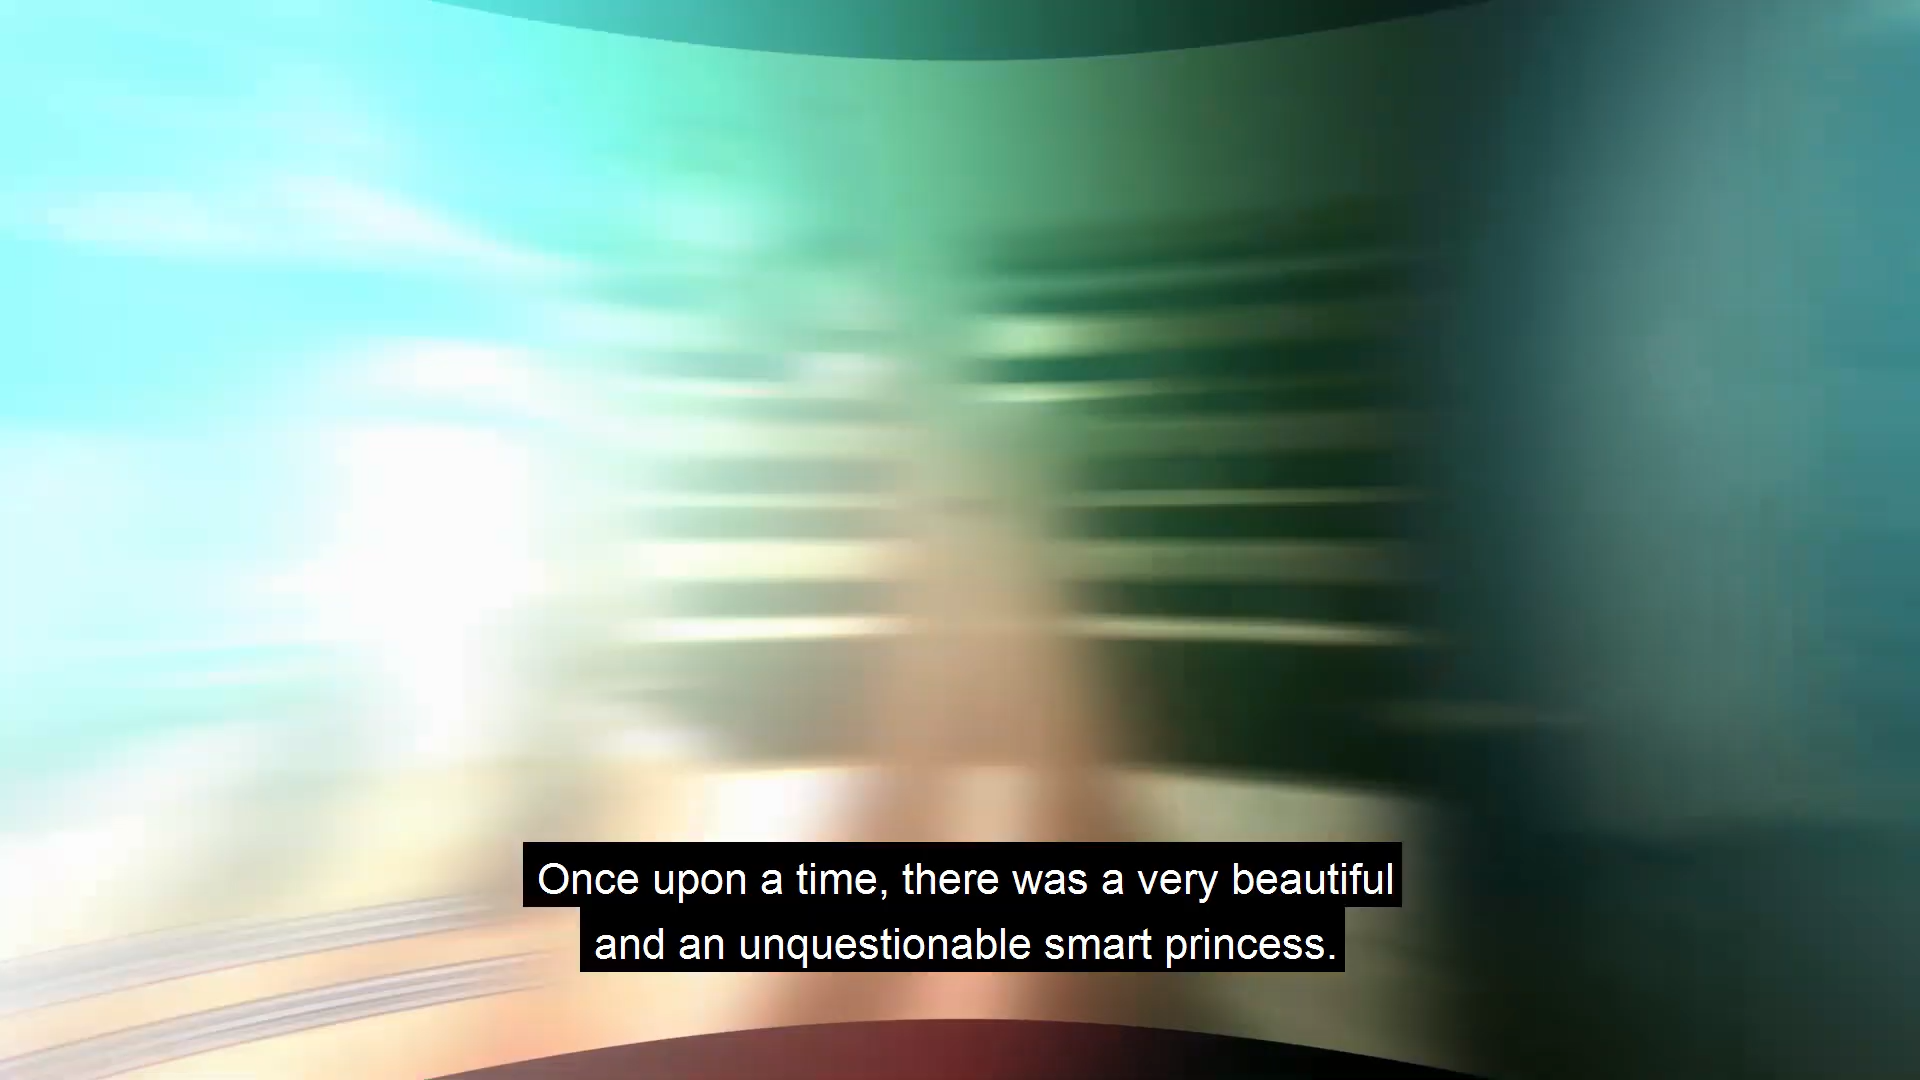 Once upon a time, there was a very beautiful
and an unquestionable smart princess.